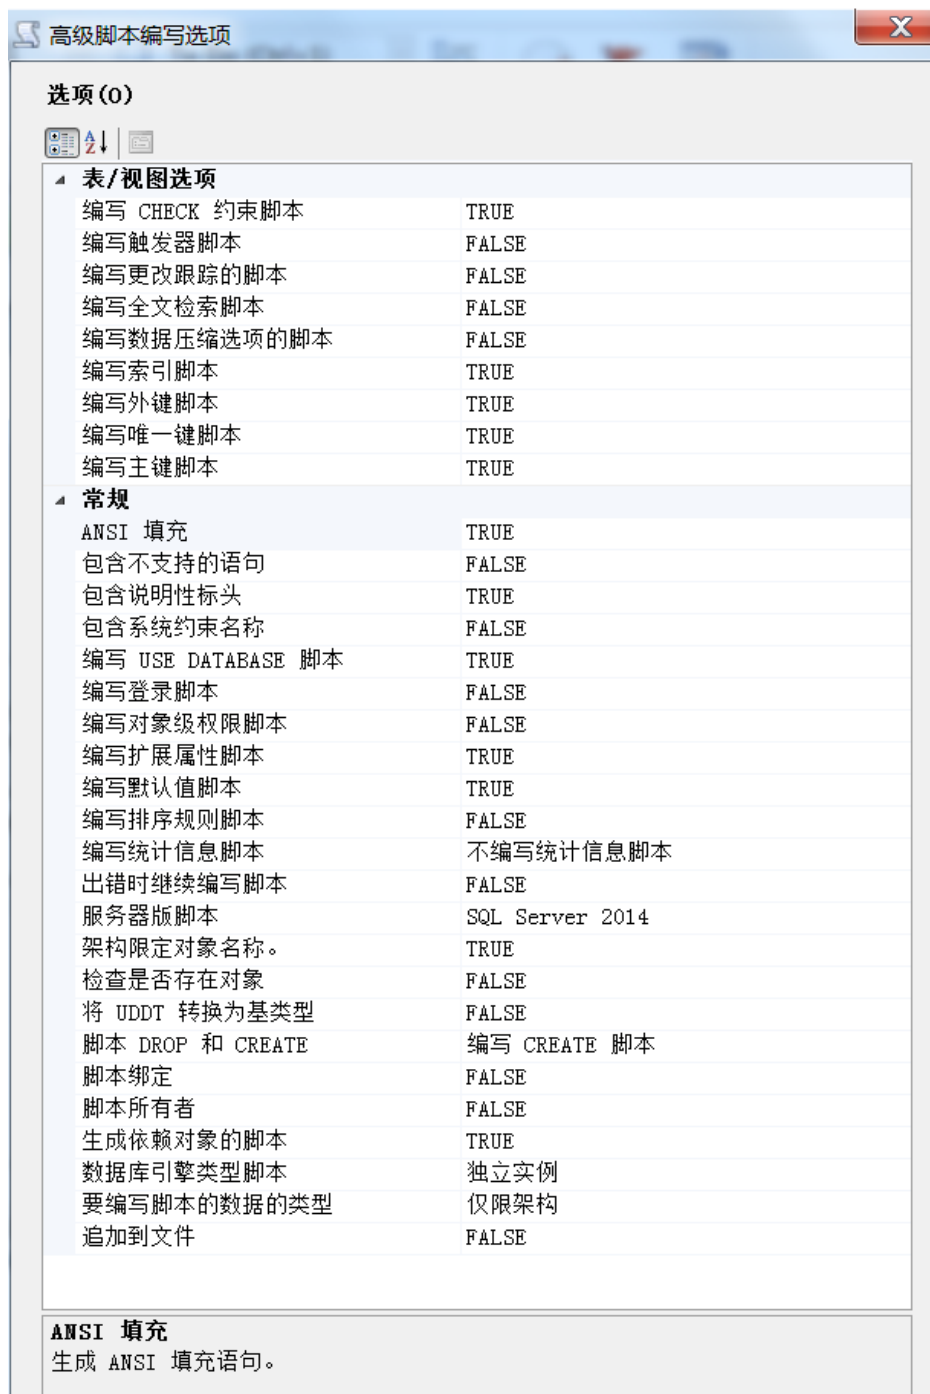 高级脚本编写选项
选项(O)
表/视图选项
编写 CHECK 约束脚本 TRUE
编写触发器脚本 FALSE
编写更改跟踪的脚本 FALSE
编写全文检索脚本 FALSE
编写数据压缩选项的脚本 FALSE
编写索引脚本 TRUE
编写外键脚本 TRUE
编写唯一键脚本 TRUE
编写主键脚本 TRUE
常规
ANSI 填充 TRUE
包含不支持的语句 FALSE
包含说明性标头 TRUE
包含系统约束名称 FALSE
编写 USE DATABASE 脚本 TRUE
编写登录脚本 FALSE
编写对象级权限脚本 FALSE
编写扩展属性脚本 TRUE
编写默认值脚本 TRUE
编写排序规则脚本 FALSE
编写统计信息脚本 不编写统计信息脚本
出错时继续编写脚本 FALSE
服务器版脚本 SQL Server 2014
架构限定对象名称。 TRUE
检查是否存在对象 FALSE
将 UDDT 转换为基类型 FALSE
脚本 DROP 和 CREATE 编写 CREATE 脚本
脚本绑定 FALSE
脚本所有者 FALSE
生成依赖对象的脚本 TRUE
数据库引擎类型脚本 独立实例
要编写脚本的数据的类型 仅限架构
追加到文件 FALSE
ANSI 填充
生成 ANSI 填充语句。